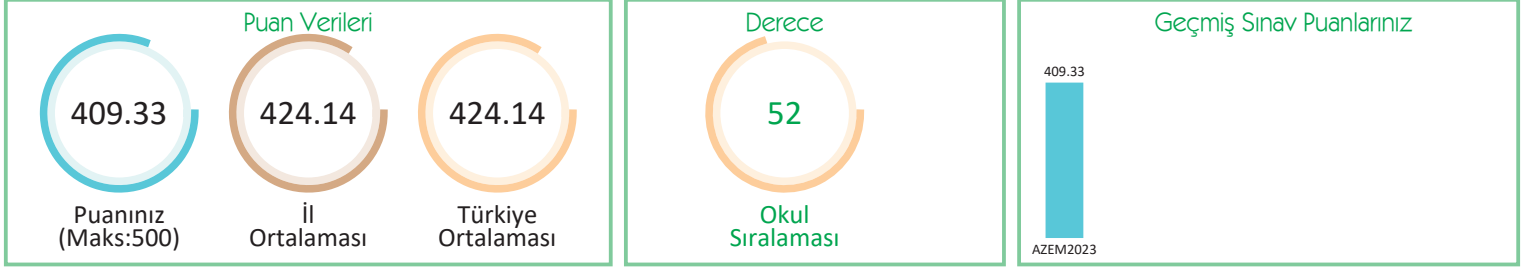 Puan Verileri
409.33
424.14
424.14
Puanınız
(Maks:500)
İl
Ortalaması
Türkiye
Ortalaması
Derece
52
Okul
Sıralaması
Geçmiş Sınav Puanlarınız
409.33
AZEM2023